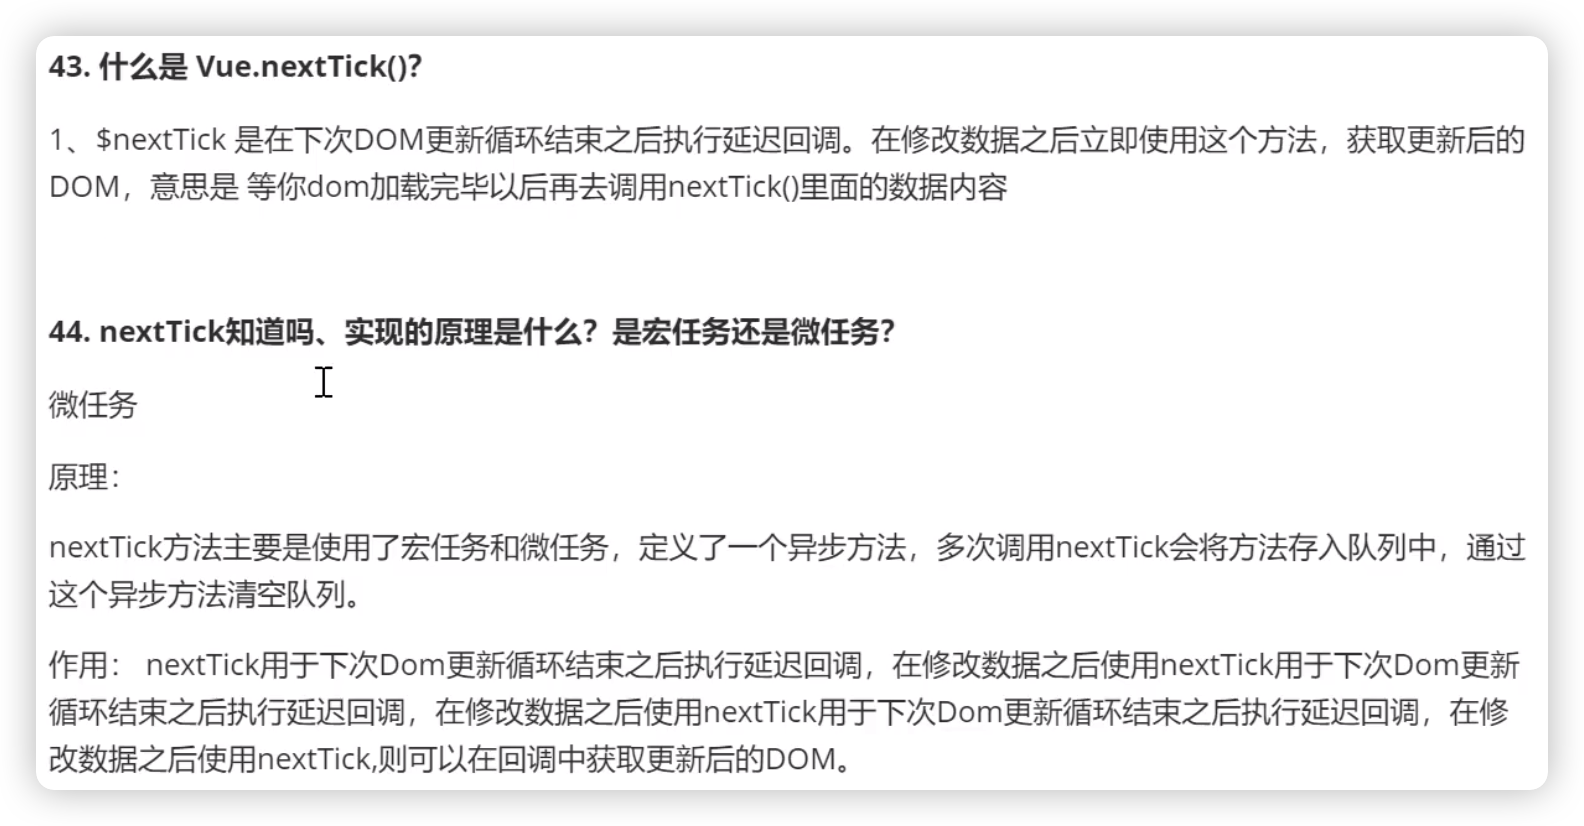 43. 什么是 Vue.nextTick()?
1、$nextTick 是在下次DOM更新循环结束之后执行延迟回调。在修改数据之后立即使用这个方法，获取更新后的
DOM，意思是 等你dom加载完毕以后再去调用nextTick()里面的数据内容
44. nextTick知道吗、实现的原理是什么？是宏任务还是微任务？
微任务
原理：
nextTick方法主要是使用了宏任务和微任务，定义了一个异步方法，多次调用nextTick会将方法存入队列中，通过
这个异步方法清空队列。
作用： nextTick用于下次Dom更新循环结束之后执行延迟回调，在修改数据之后使用nextTick用于下次Dom更新
循环结束之后执行延迟回调，在修改数据之后使用nextTick用于下次Dom更新循环结束之后执行延迟回调，在修
改数据之后使用nextTick,则可以在回调中获取更新后的DOM。